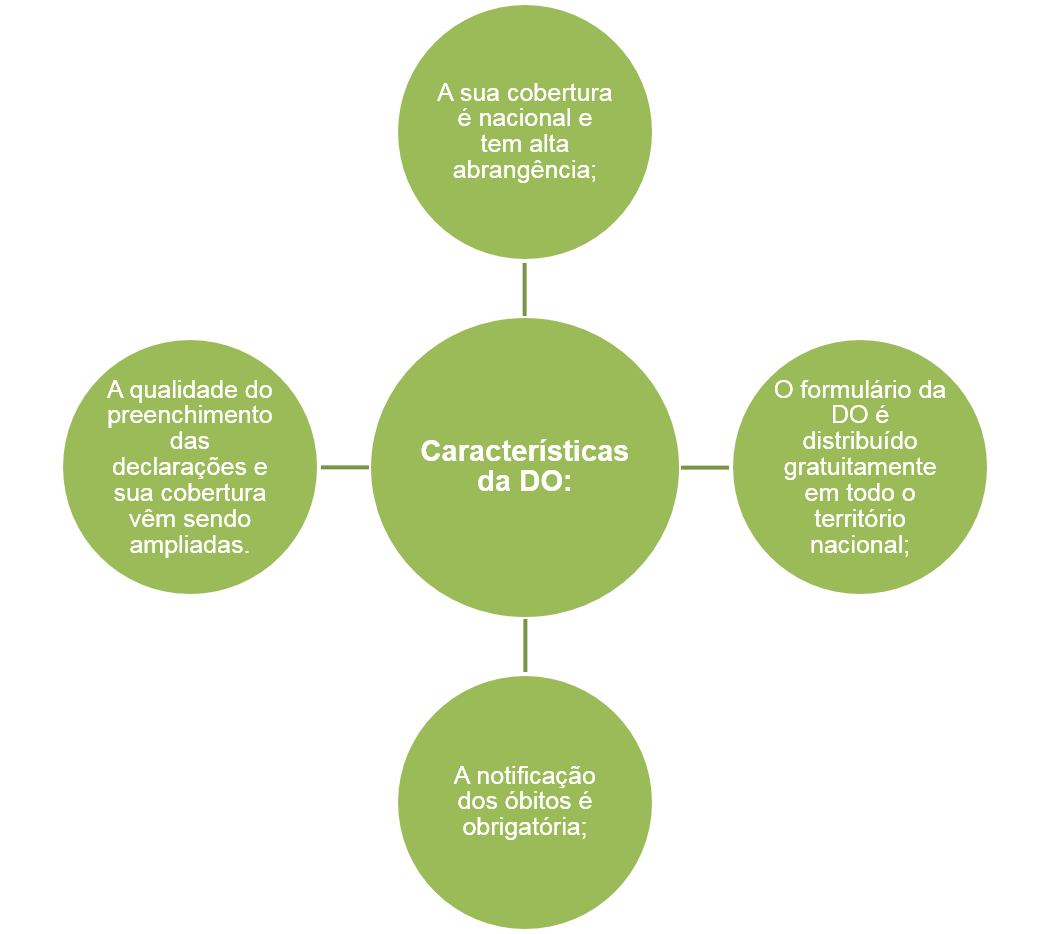 A sua cobertura
é nacional e
tem alta
abrangência;
A qualidade do
preenchimento
das
declarações e
sua cobertura
vêm sendo
ampliadas.
Características
da DO:
O formulário da
DO é
distribuído
gratuitamente
em todo o
território
nacional;
A notificação
dos óbitos é
obrigatória;